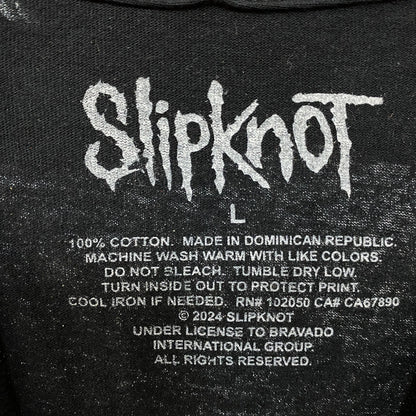 SlipknoT
L
100% COTTON. MADE IN DOMINICAN REPUBLIC.
MACHINE WASH WARM WITH LIKE COLORS.
DO NOT BLEACH. TUMBLE DRY LOW.
TURN INSIDE OUT TO PROTECT PRINT.
COOL IRON IF NEEDED. RN# 102050 CA# CA67890
© 2024 SLIPKNOT
UNDER LICENSE TO BRAVADO
INTERNATIONAL GROUP.
ALL RIGHTS RESERVED.